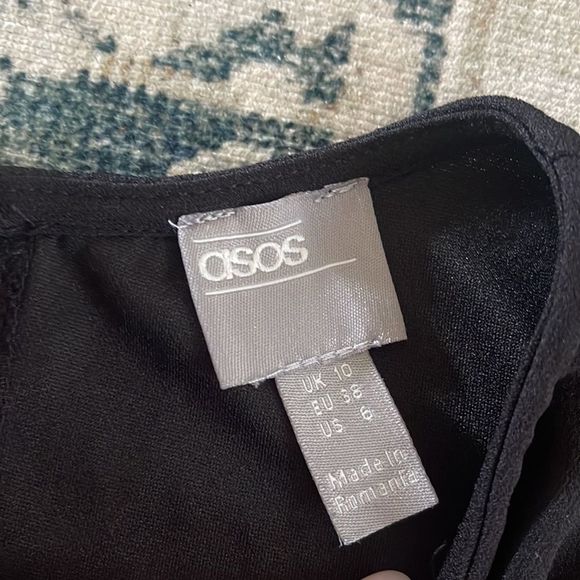 asos
UK 10
EU 38
US 6
Made In
Romania